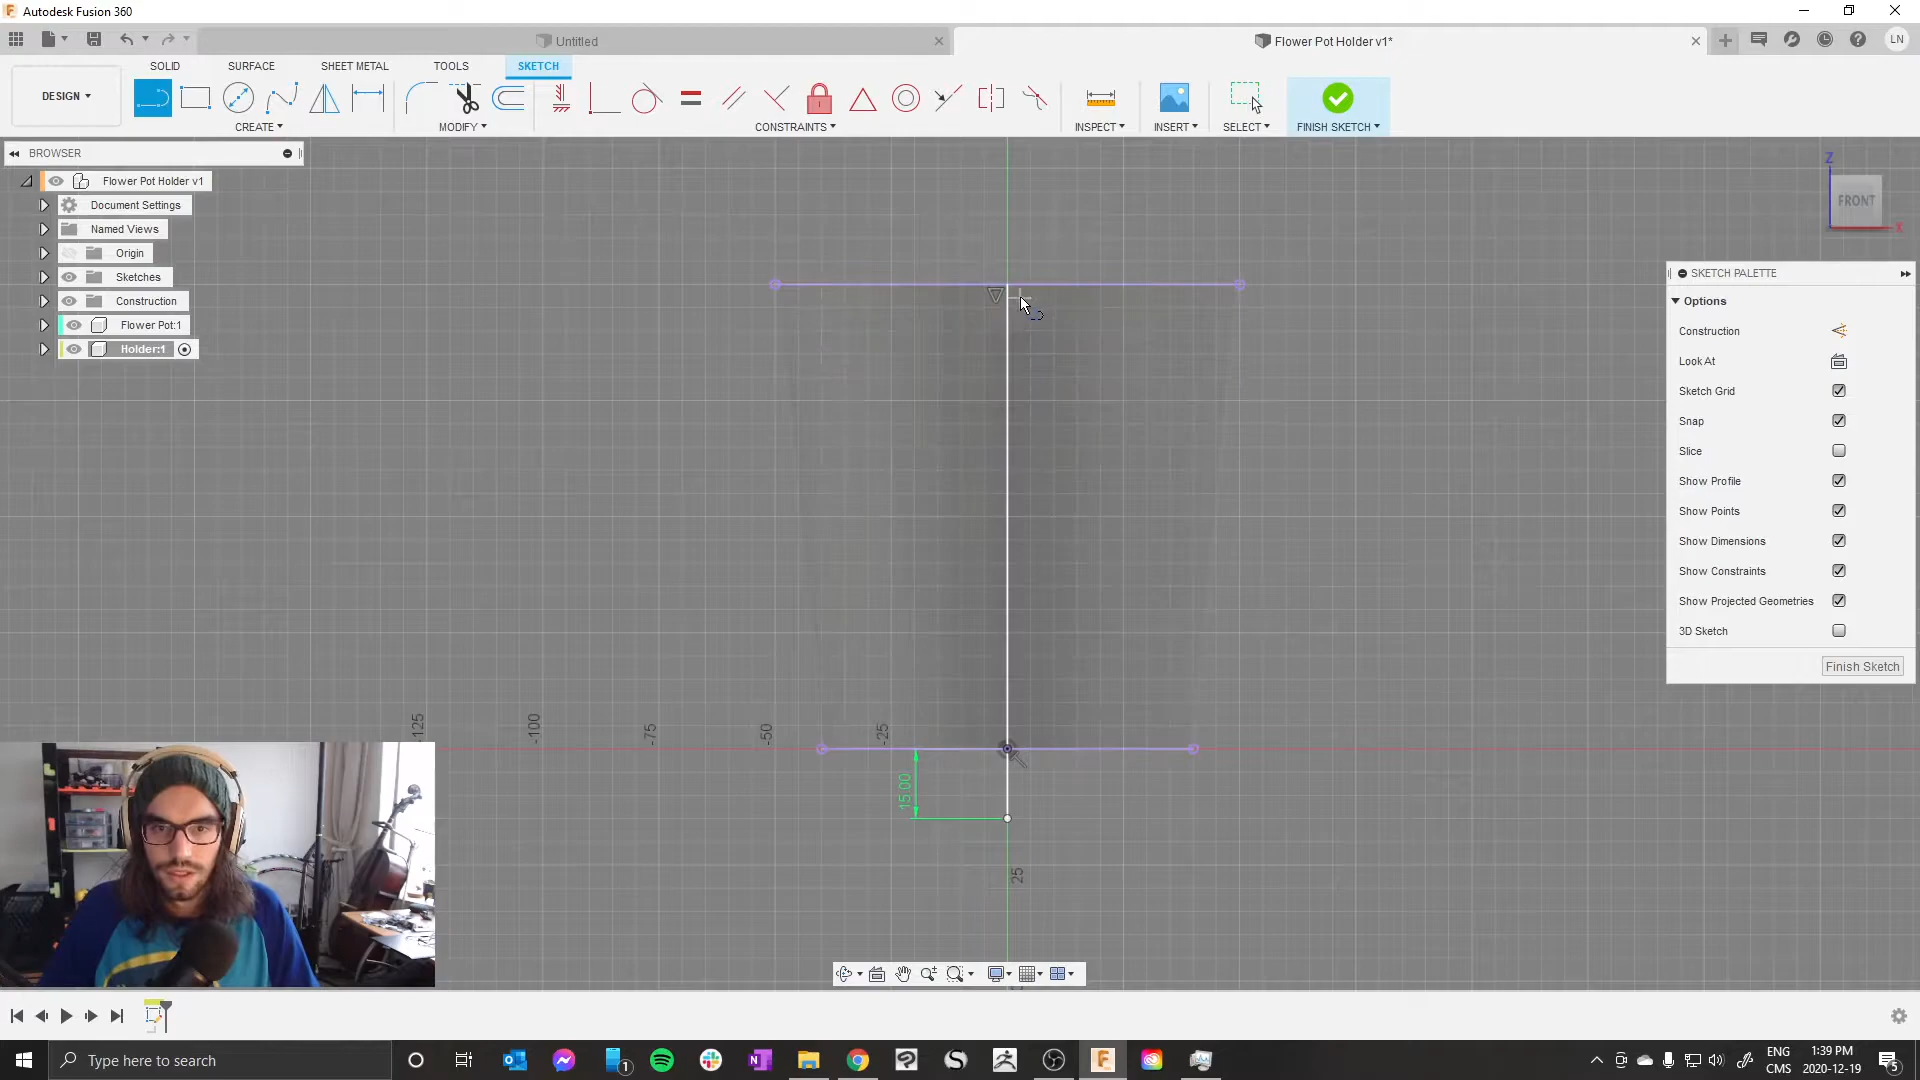 Autodesk Fusion 360
Untitled
Flower Pot Holder v1*
LN
SOLID
SURFACE
SHEET METAL
TOOLS
SKETCH
DESIGN
CREATE
MODIFY
CONSTRAINTS
INSPECT
INSERT
SELECT
FINISH SKETCH
BROWSER
Flower Pot Holder v1
Document Settings
Named Views
Origin
Sketches
Construction
Flower Pot:1
Holder:1
Z
FRONT
X
SKETCH PALETTE
Options
Construction
Look At
Sketch Grid
Snap
Slice
Show Profile
Show Points
Show Dimensions
Show Constraints
Show Projected Geometries
3D Sketch
Finish Sketch
-125
-100
-75
-50
-25
15.00
25
Type here to search
1
ENG
CMS
1:39 PM
2020-12-19
5